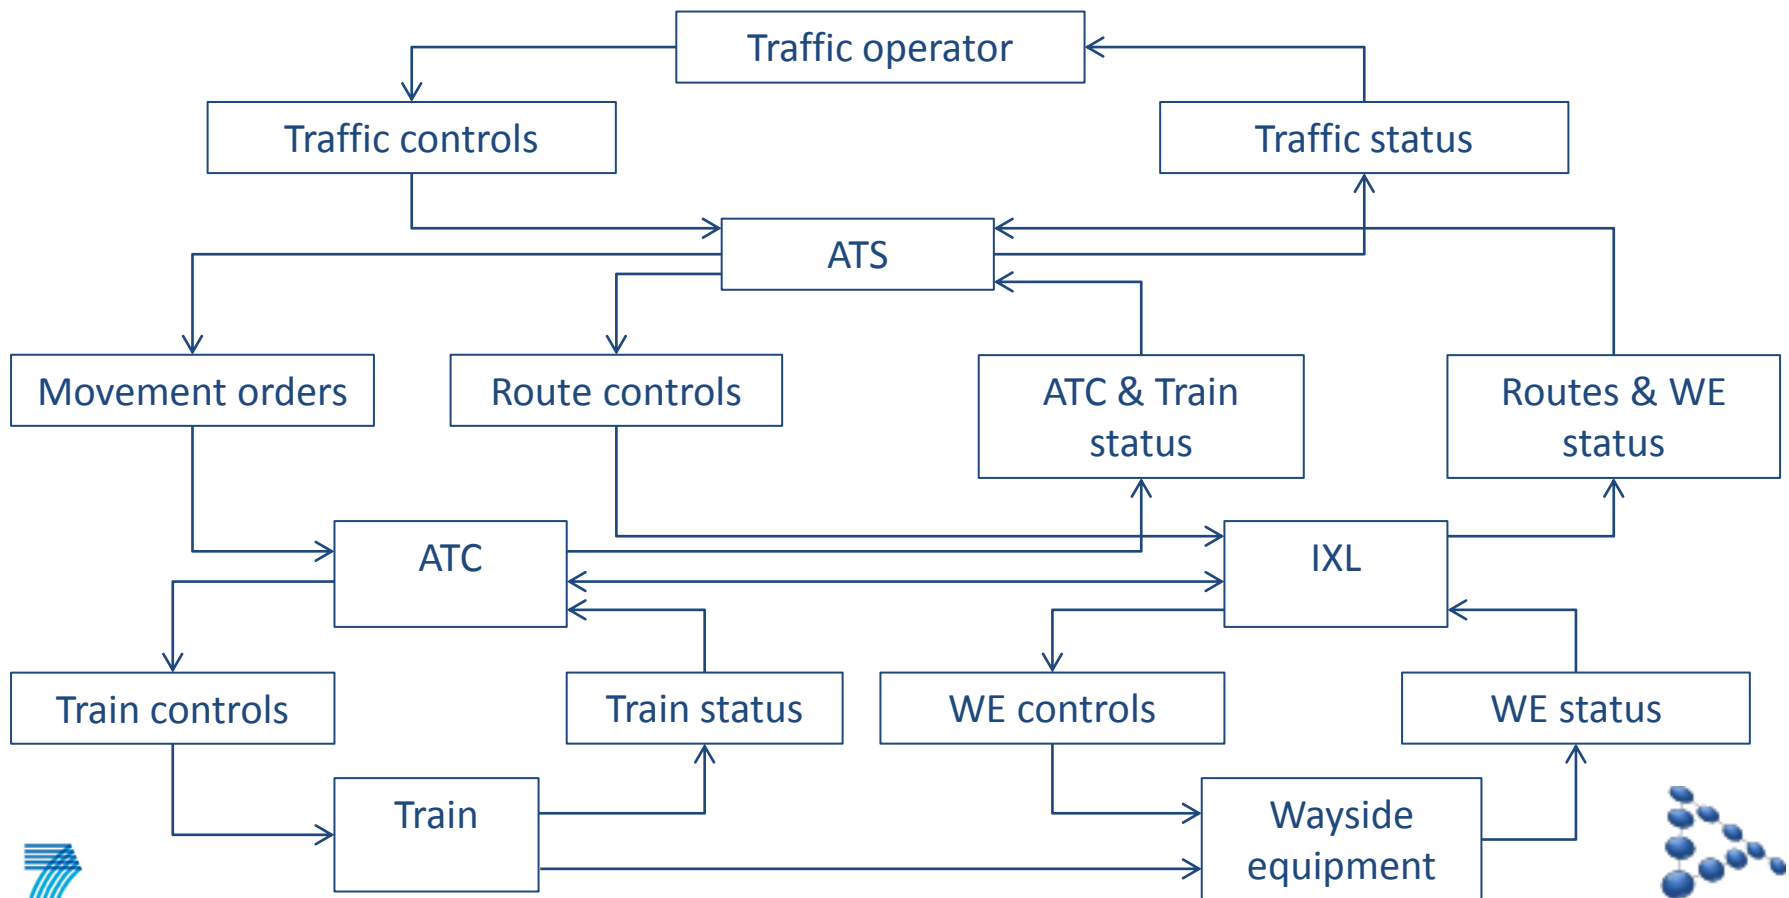 Traffic operator
Traffic controls
Traffic status
ATS
Movement orders
Route controls
ATC & Train
status
Routes & WE
status
ATC
IXL
Train controls
Train status
WE controls
WE status
Train
Wayside
equipment